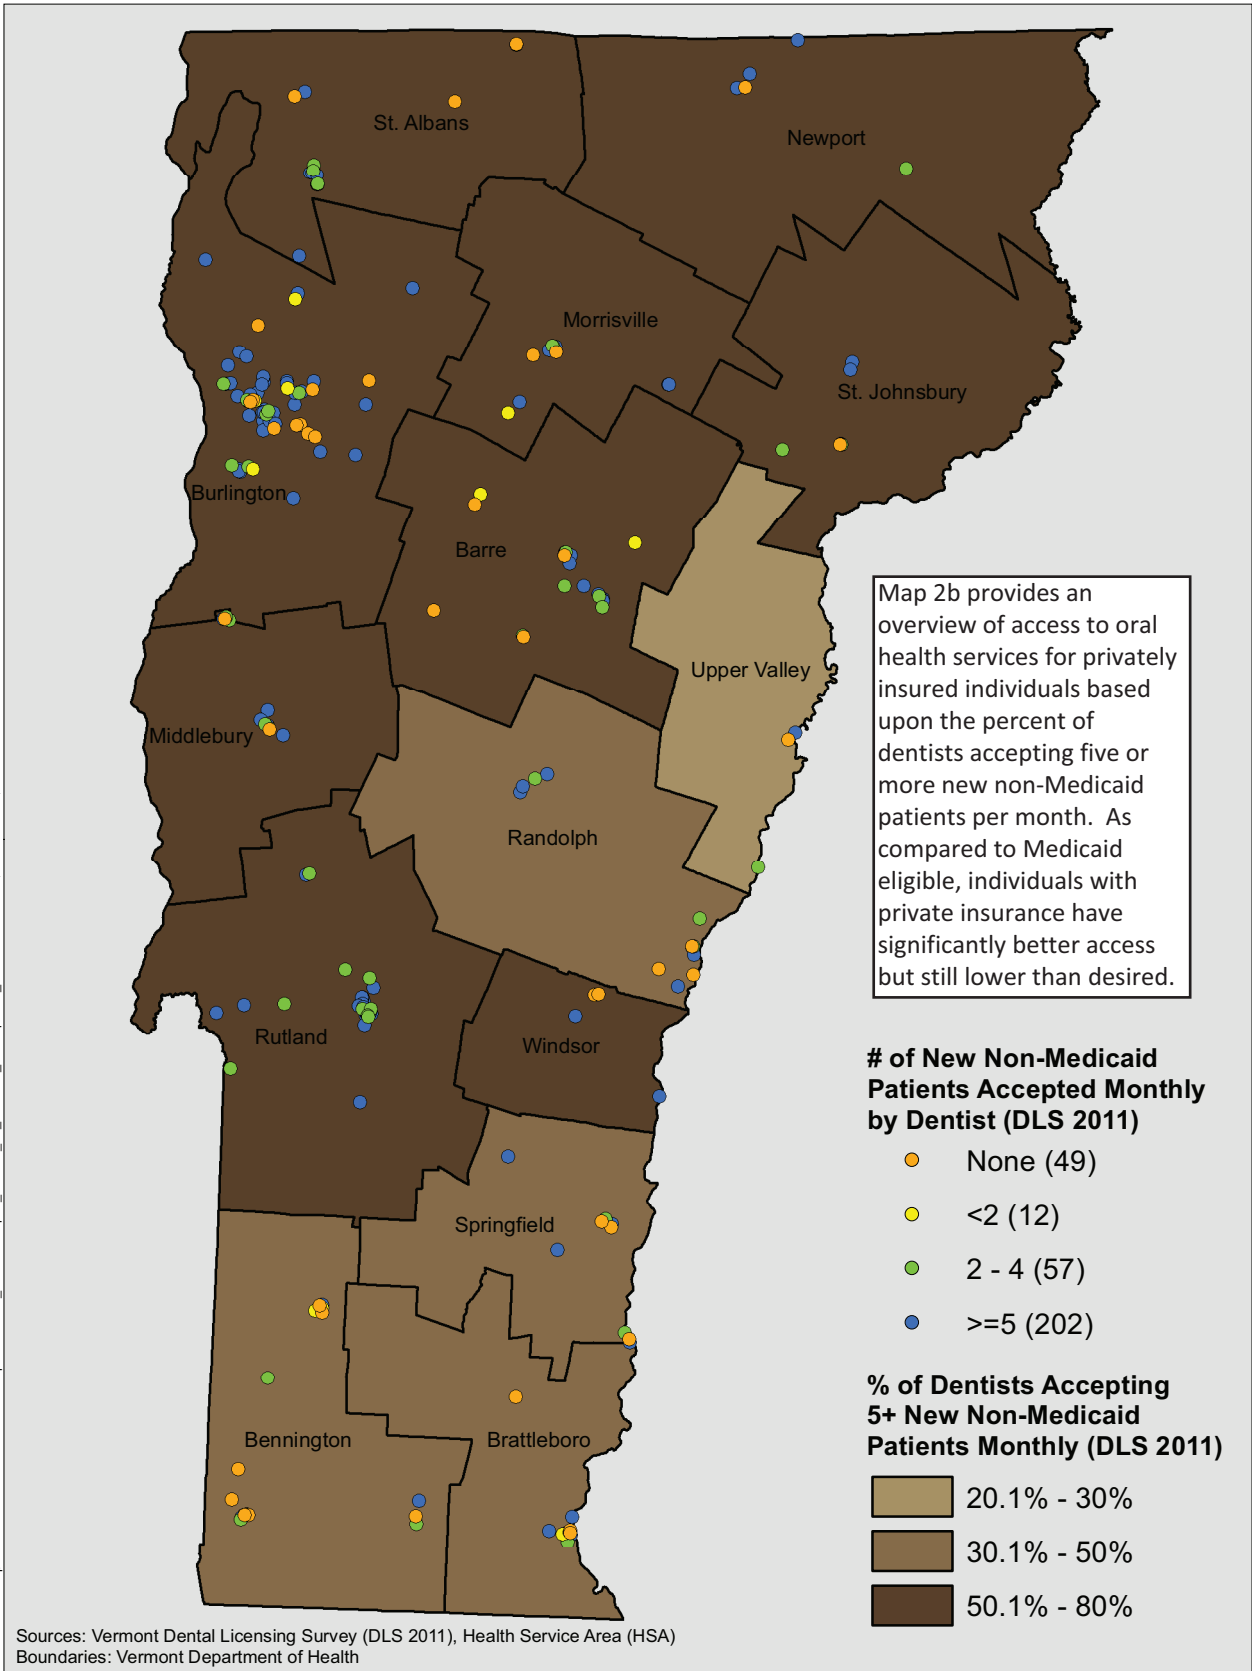 St. Albans
Newport
Morrisville
St. Johnsbury
Burlington
Barre
Upper Valley
Middlebury
Randolph
Rutland
Windsor
Springfield
Bennington
Brattleboro
Map 2b provides an
overview of access to oral
health services for privately
insured individuals based
upon the percent of
dentists accepting five or
more new non-Medicaid
patients per month.  As
compared to Medicaid
eligible, individuals with
private insurance have
significantly better access
but still lower than desired.
# of New Non-Medicaid
Patients Accepted Monthly
by Dentist (DLS 2011)
None (49)
<2 (12)
2 - 4 (57)
>=5 (202)
% of Dentists Accepting
5+ New Non-Medicaid
Patients Monthly (DLS 2011)
20.1% - 30%
30.1% - 50%
50.1% - 80%
Sources: Vermont Dental Licensing Survey (DLS 2011), Health Service Area (HSA)
Boundaries: Vermont Department of Health